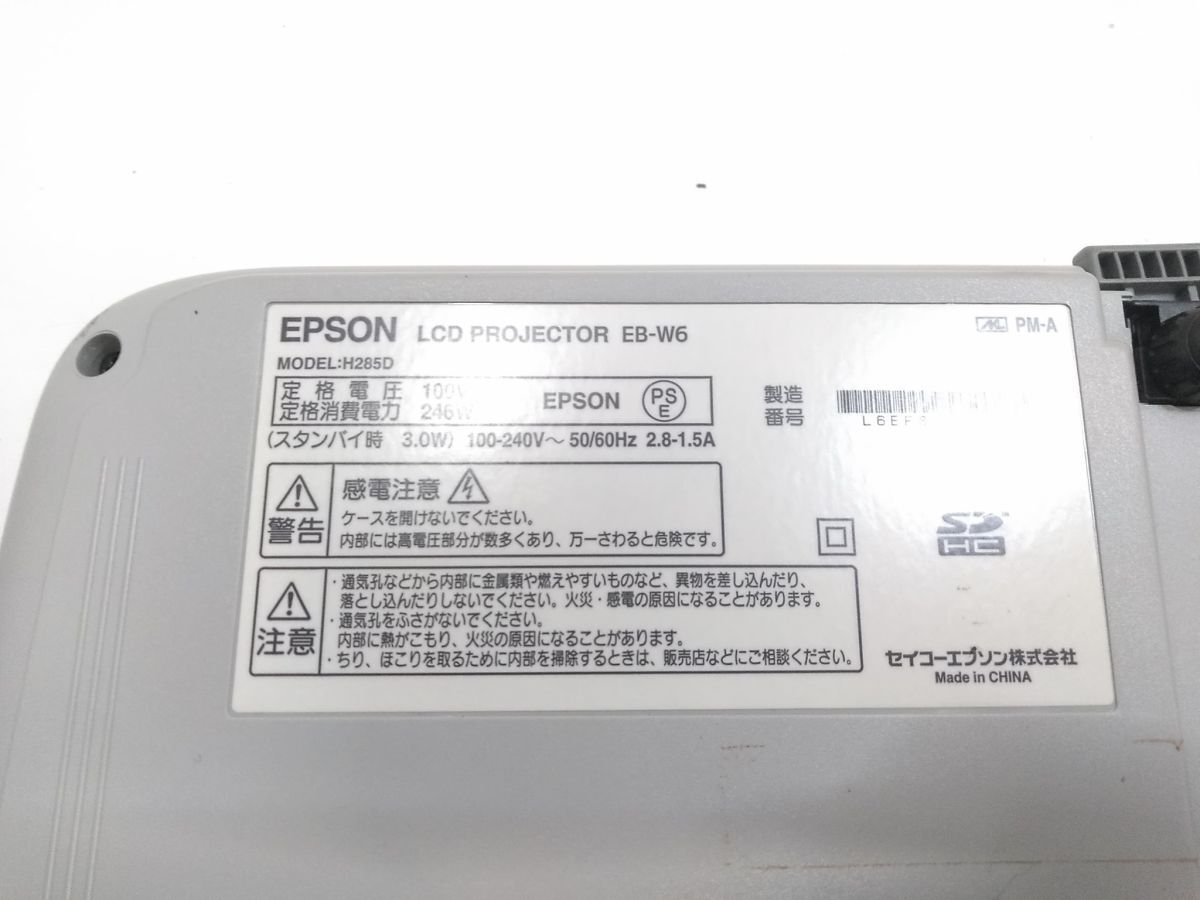 EPSON LCD PROJECTOR EB-W6
PM-A
MODEL:H285D
定格電圧 100V
定格消費電力 246W
EPSON
PS
E
(スタンバイ時 3.0W) 100-240V～ 50/60Hz 2.8-1.5A
製造
番号
警告
感電注意
ケースを開けないでください。
内部には高電圧部分が数多くあり、万一さわると危険です。
SD
HC
注意
・通気孔などから内部に金属類や燃えやすいものなど、異物を差し込んだり、
落とし込んだりしないでください。火災・感電の原因になることがあります。
・通気孔をふさがないでください。
内部に熱がこもり、火災の原因になることがあります。
・ちり、ほこりを取るために内部を掃除するときは、販売店などにご相談ください。
セイコーエプソン株式会社
Made in CHINA